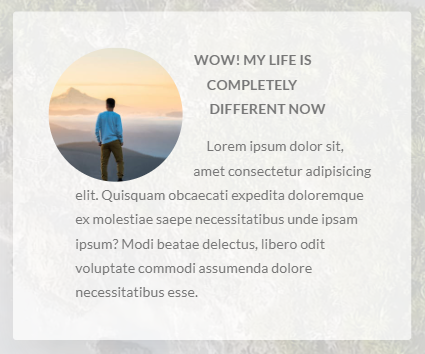 WOW! MY LIFE IS
COMPLETELY
DIFFERENT NOW
Lorem ipsum dolor sit,
amet consectetur adipisicing
elit. Quisquam obcaecati expedita doloremque
ex molestiae saepe necessitatibus unde ipsam
ipsum? Modi beatae delectus, libero odit
voluptate commodi assumenda dolore
necessitatibus esse.